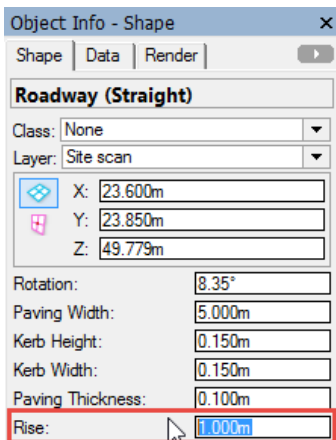 Object Info - Shape
Shape Data Render
Roadway (Straight)
Class: None
Layer: Site scan
X: 23.600m
Y: 23.850m
Z: 49.779m
Rotation: 8.35°
Paving Width: 5.000m
Kerb Height: 0.150m
Kerb Width: 0.150m
Paving Thickness: 0.100m
Rise: 1.000m